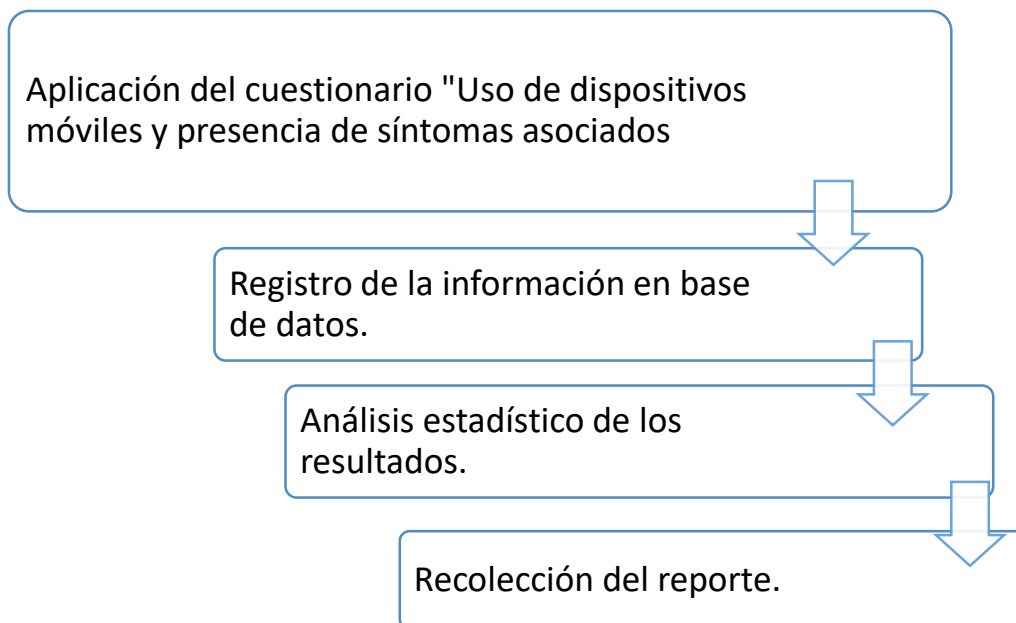 Aplicación del cuestionario "Uso de dispositivos
móviles y presencia de síntomas asociados
Registro de la información en base
de datos.
Análisis estadístico de los
resultados.
Recolección del reporte.